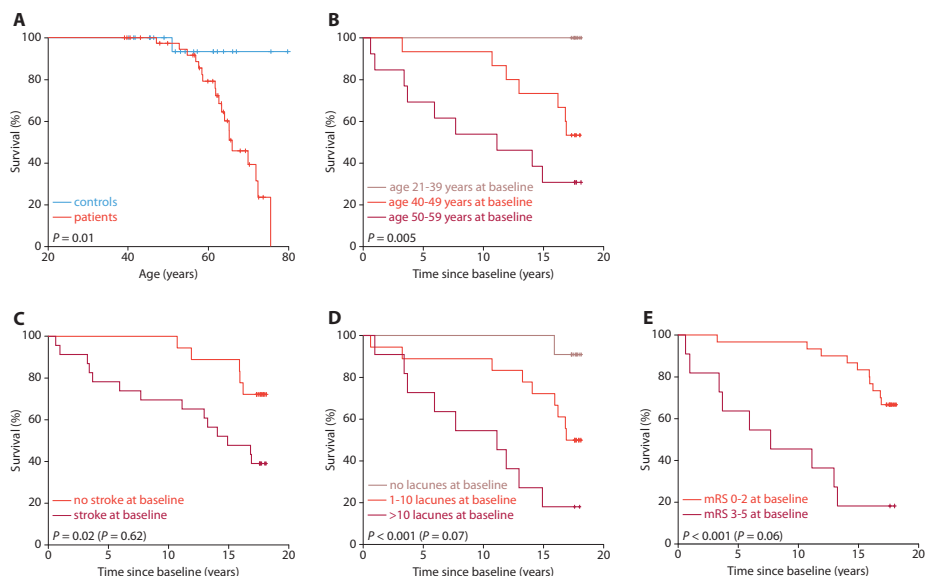 A
Survival (%)
100
80
60
40
20
0
controls
patients
P = 0.01
20
40
60
80
Age (years)
B
Survival (%)
100
80
60
40
20
0
age 21-39 years at baseline
age 40-49 years at baseline
age 50-59 years at baseline
P = 0.005
0
5
10
15
20
Time since baseline (years)
C
Survival (%)
100
80
60
40
20
0
no stroke at baseline
stroke at baseline
P = 0.02 (P = 0.62)
0
5
10
15
20
Time since baseline (years)
D
Survival (%)
100
80
60
40
20
0
no lacunes at baseline
1-10 lacunes at baseline
>10 lacunes at baseline
P < 0.001 (P = 0.07)
0
5
10
15
20
Time since baseline (years)
E
Survival (%)
100
80
60
40
20
0
mRS 0-2 at baseline
mRS 3-5 at baseline
P < 0.001 (P = 0.06)
0
5
10
15
20
Time since baseline (years)